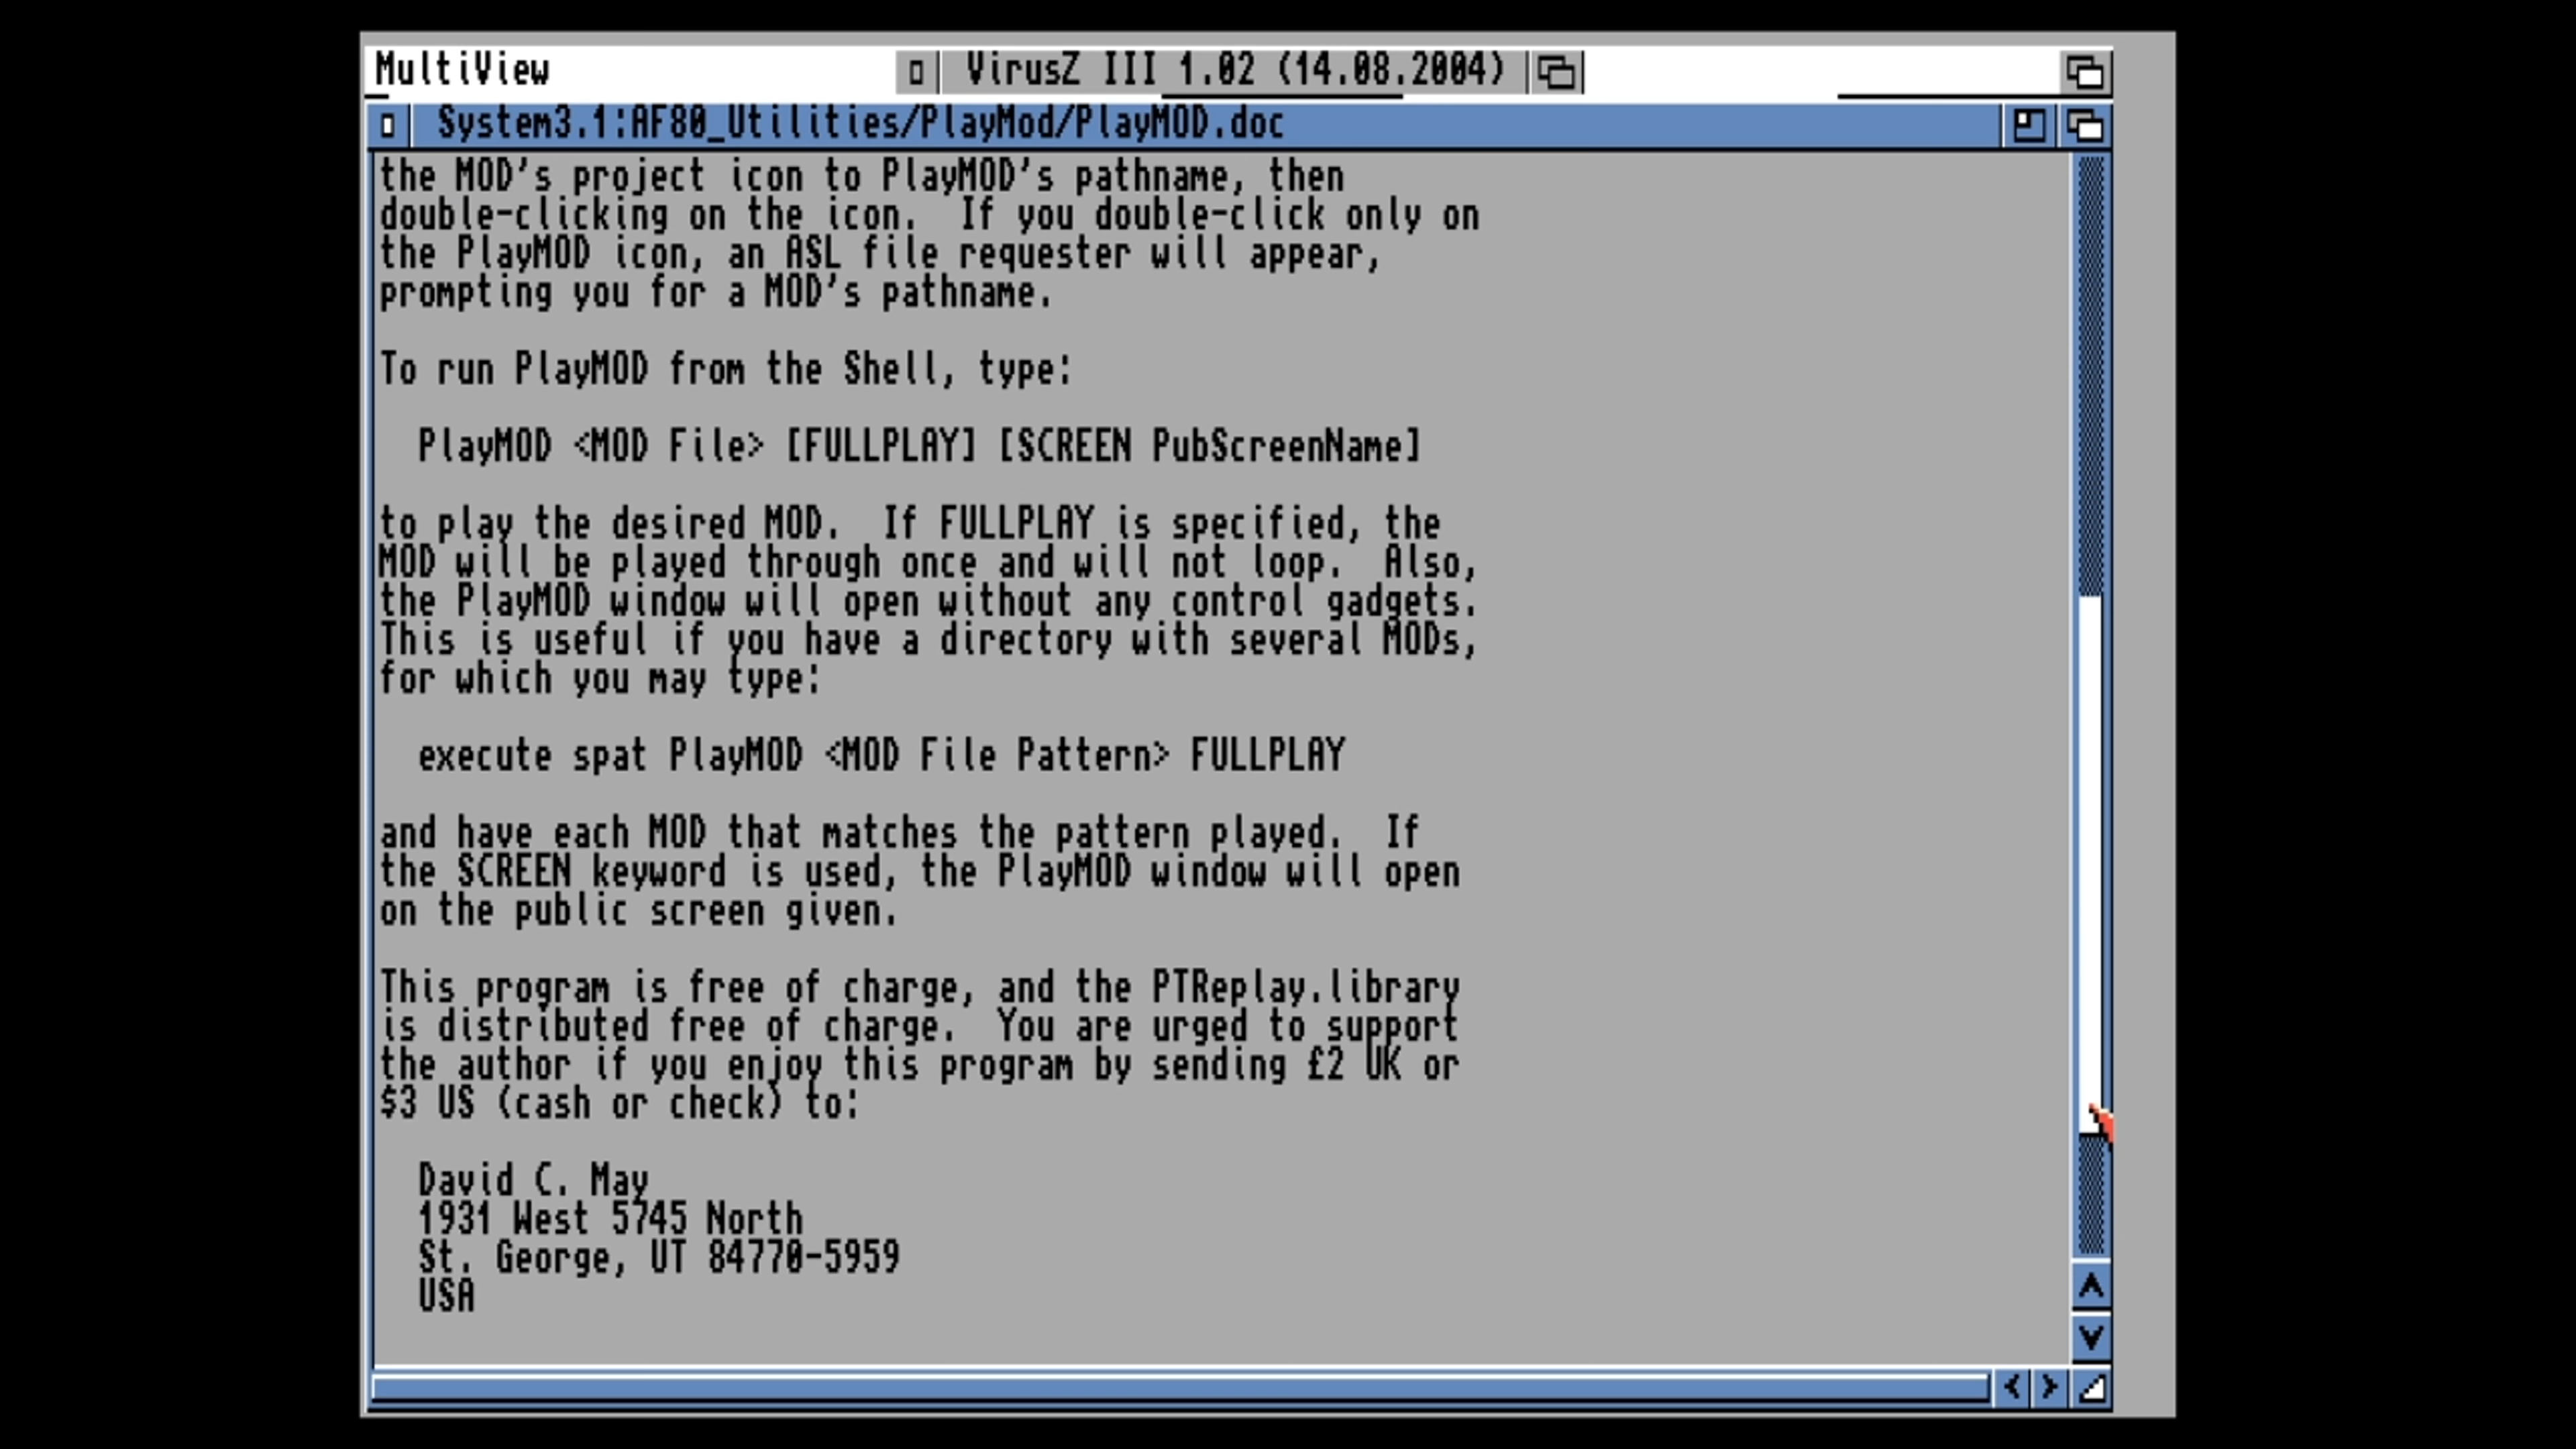 MultiView
VirusZ III 1.02 (14.08.2004)
System3.1:AF80_Utilities/PlayMod/PlayMOD.doc
the MOD's project icon to PlayMOD's pathname, then
double-clicking on the icon.  If you double-click only on
the PlayMOD icon, an ASL file requester will appear,
prompting you for a MOD's pathname.
To run PlayMOD from the Shell, type:
PlayMOD <MOD File> [FULLPLAY] [SCREEN PubScreenName]
to play the desired MOD.  If FULLPLAY is specified, the
MOD will be played through once and will not loop.  Also,
the PlayMOD window will open without any control gadgets.
This is useful if you have a directory with several MODs,
for which you may type:
execute spat PlayMOD <MOD File Pattern> FULLPLAY
and have each MOD that matches the pattern played.  If
the SCREEN keyword is used, the PlayMOD window will open
on the public screen given.
This program is free of charge, and the PTReplay.library
is distributed free of charge.  You are urged to support
the author if you enjoy this program by sending £2 UK or
$3 US (cash or check) to:
David C. May
1931 West 5745 North
St. George, UT 84770-5959
USA